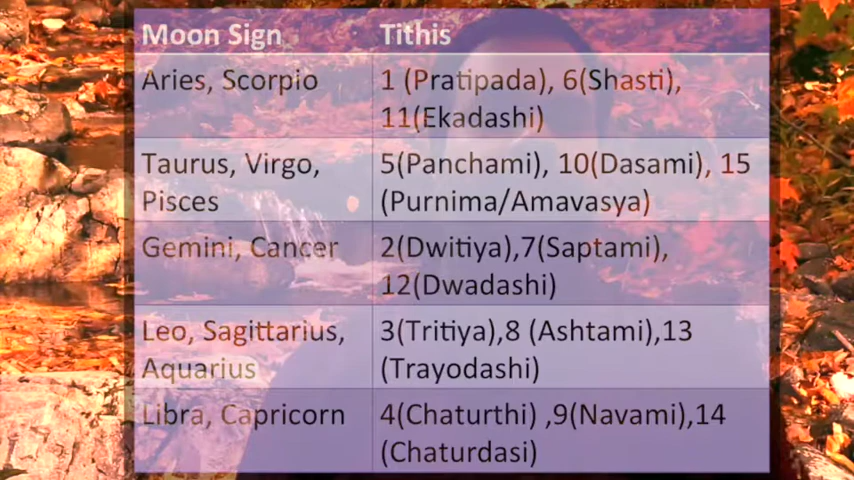 Moon Sign Tithis
Aries, Scorpio 1 (Pratipada), 6(Shasti),
11(Ekadashi)
Taurus, Virgo, 5(Panchami), 10(Dasami), 15
Pisces (Purnima/Amavasya)
Gemini, Cancer 2(Dwitiya),7(Saptami),
12(Dwadashi)
Leo, Sagittarius, 3(Tritiya),8 (Ashtami),13
Aquarius (Trayodashi)
Libra, Capricorn 4(Chaturthi) ,9(Navami),14
(Chaturdasi)